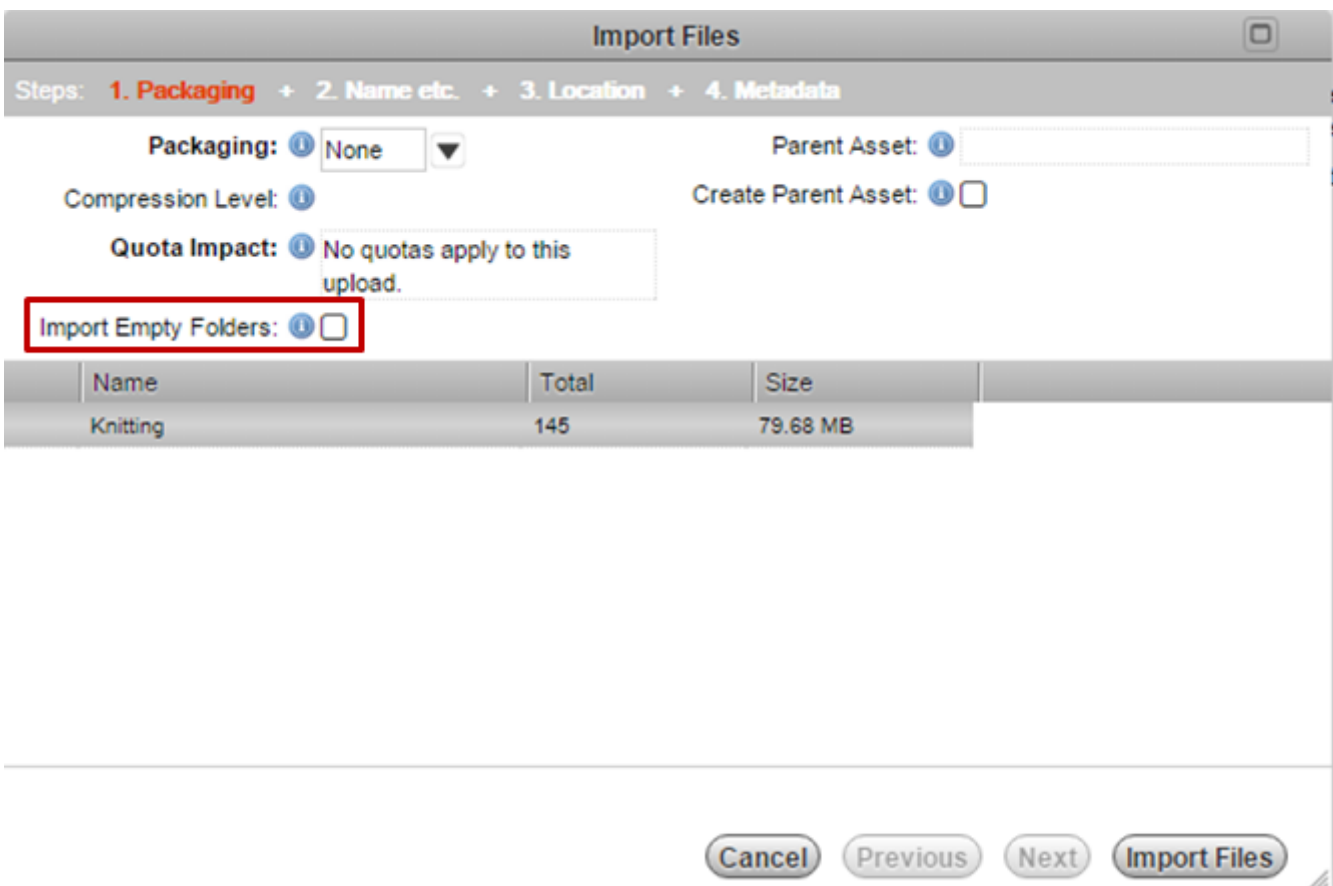 Import Files
Steps: 1. Packaging + 2. Name etc. + 3. Location + 4. Metadata
Packaging: None
Parent Asset:
Compression Level:
Create Parent Asset:
Quota Impact: No quotas apply to this
upload.
Import Empty Folders:
Name Total Size
Knitting 145 79.68 MB
Cancel Previous Next Import Files